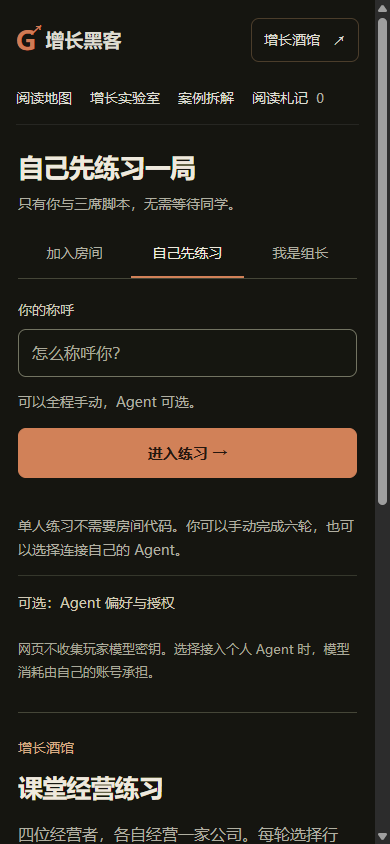 G 增长黑客
增长酒馆 ↗
阅读地图 增长实验室 案例拆解 阅读札记 0
自己先练习一局
只有你与三席脚本，无需等待同学。
加入房间 自己先练习 我是组长
你的称呼
怎么称呼你？
可以全程手动，Agent 可选。
进入练习 →
单人练习不需要房间代码。你可以手动完成六轮，也可
以选择连接自己的 Agent。
可选：Agent 偏好与授权
网页不收集玩家模型密钥。选择接入个人 Agent 时，模型
消耗由自己的账号承担。
增长酒馆
课堂经营练习
四位经营者，各自经营一家公司。每轮选择行